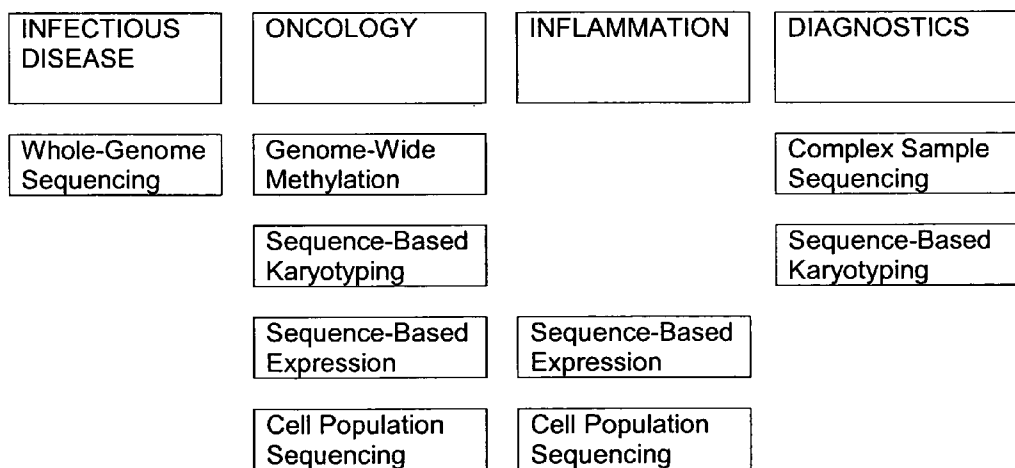 INFECTIOUS
DISEASE
ONCOLOGY
INFLAMMATION
DIAGNOSTICS
Whole-Genome
Sequencing
Genome-Wide
Methylation
Complex Sample
Sequencing
Sequence-Based
Karyotyping
Sequence-Based
Karyotyping
Sequence-Based
Expression
Sequence-Based
Expression
Cell Population
Sequencing
Cell Population
Sequencing